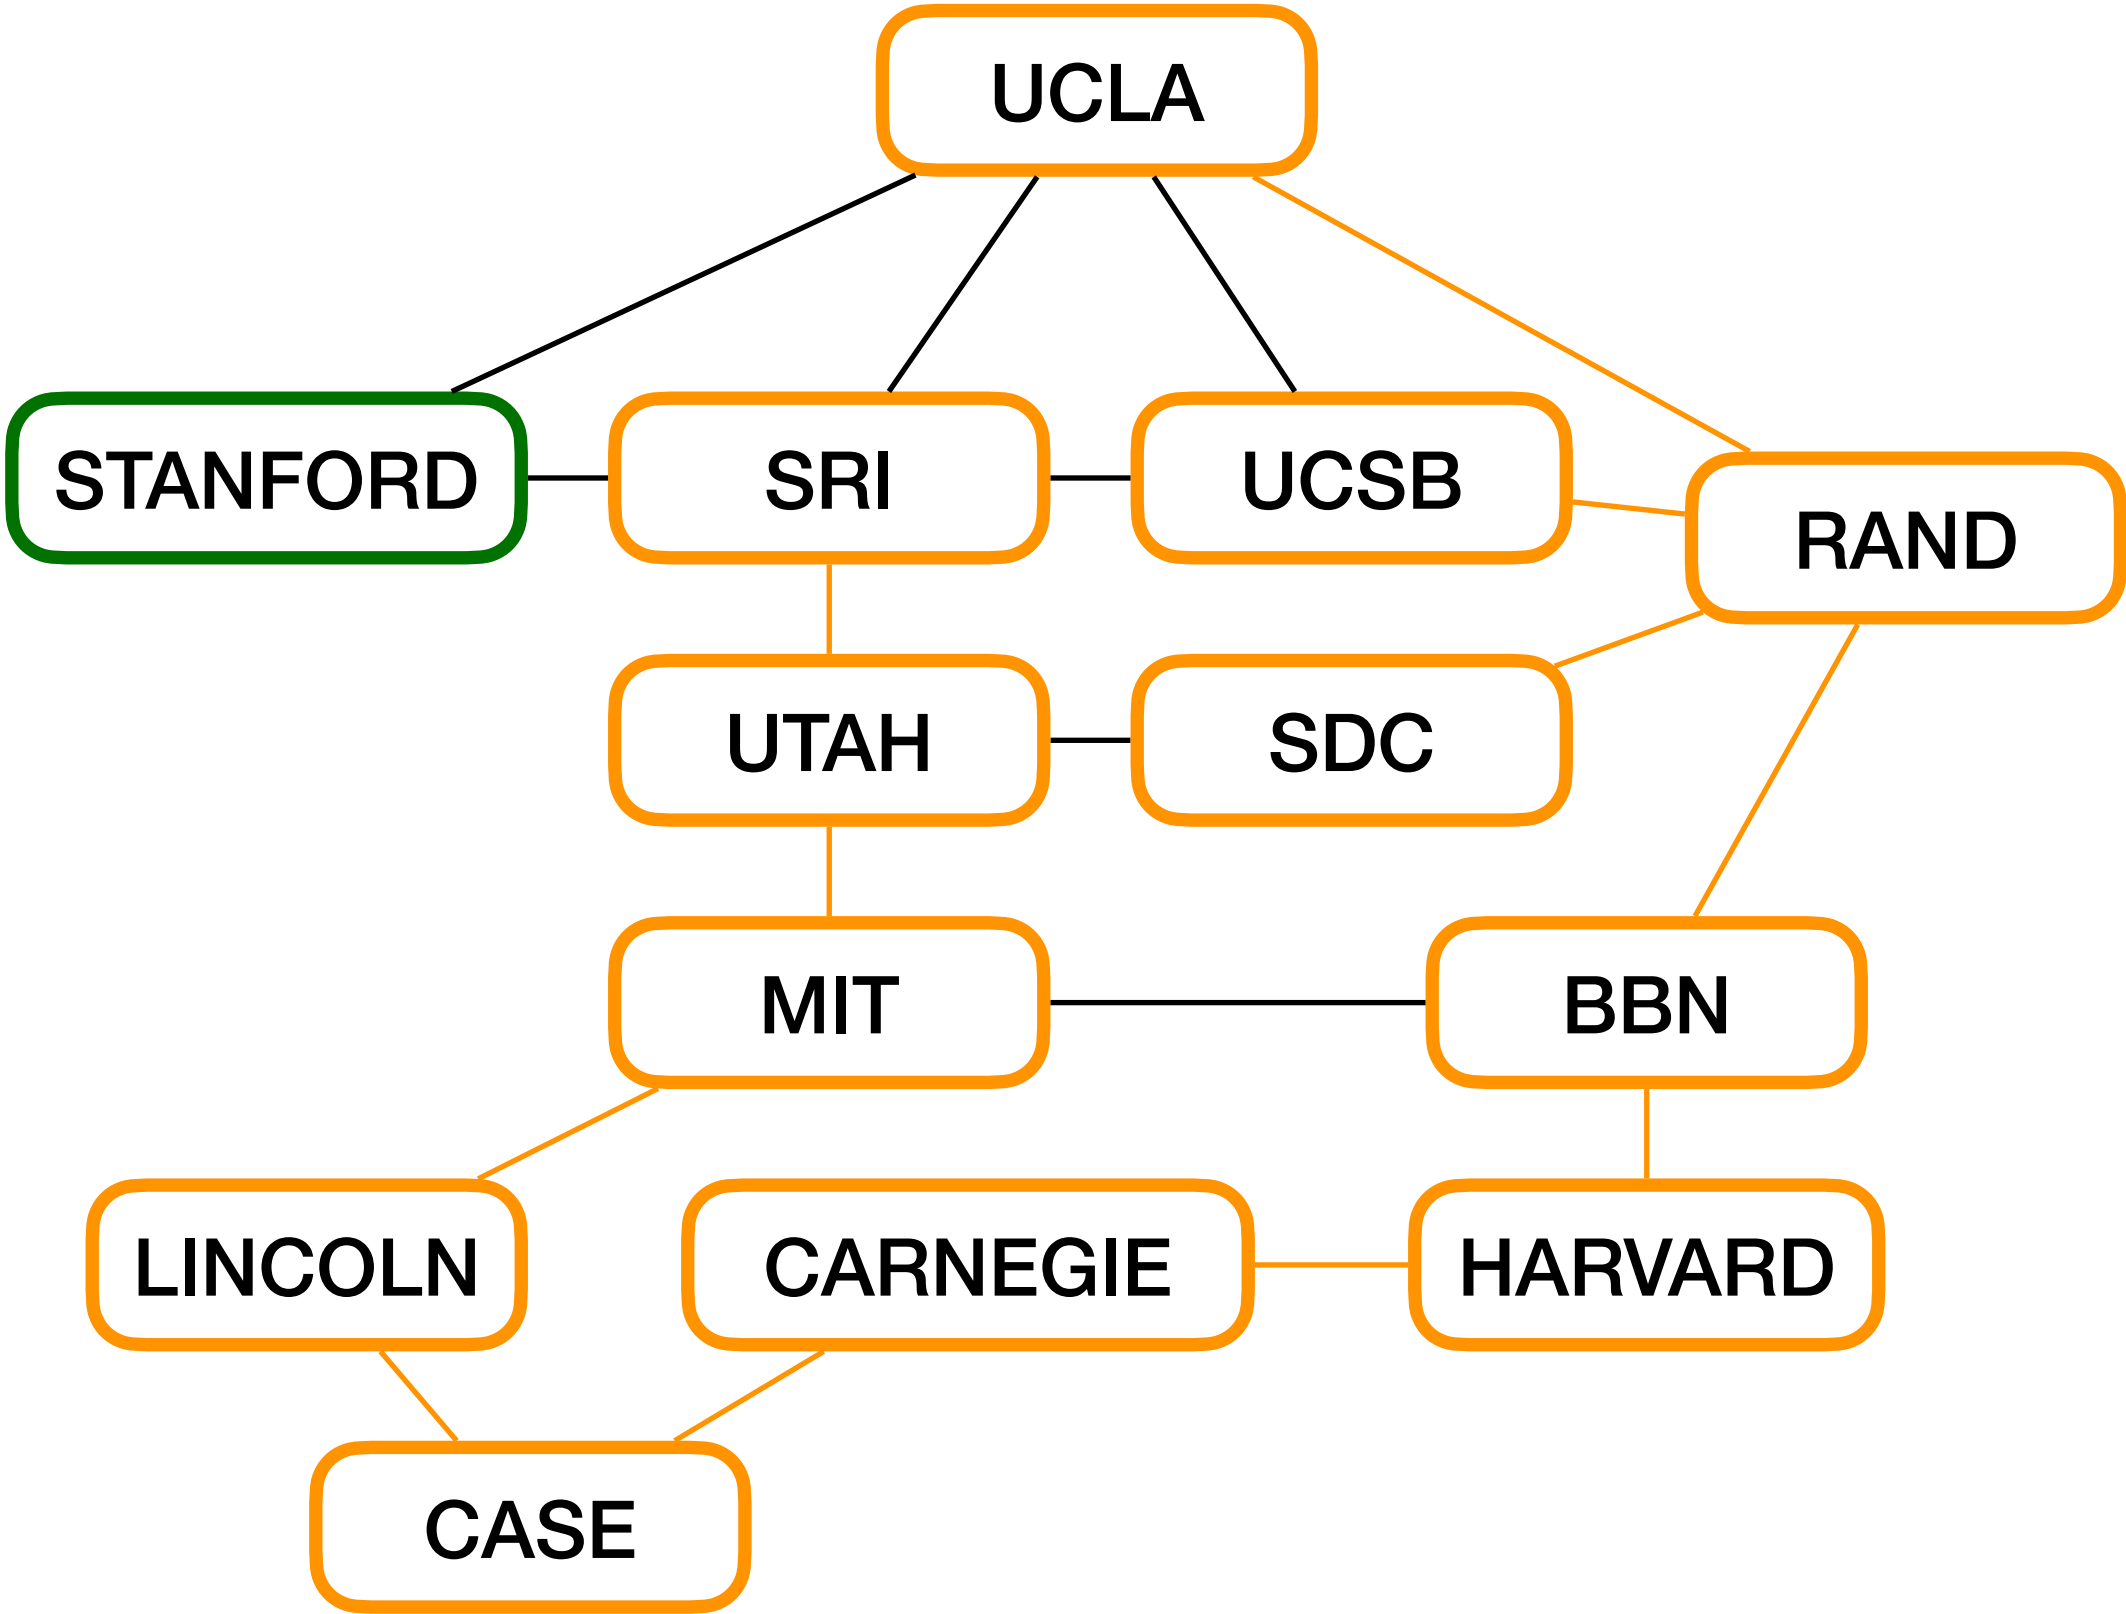 UCLA
STANFORD
SRI
UCSB
RAND
UTAH
SDC
MIT
BBN
LINCOLN
CARNEGIE
HARVARD
CASE